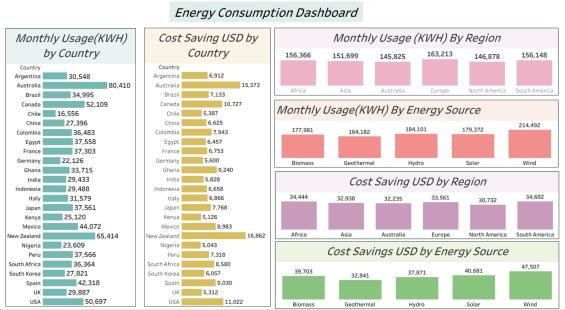 Energy Consumption Dashboard
Monthly Usage(KWH)
by Country
Country
Argentina 30,548
Australia 80,410
Brazil 34,995
Canada 52,109
Chile 16,556
China 27,396
Colombia 36,483
Egypt 37,558
France 37,303
Germany 22,126
Ghana 33,715
India 29,433
Indonesia 29,488
Italy 31,579
Japan 37,561
Kenya 25,120
Mexico 44,072
New Zealand 65,414
Nigeria 23,609
Peru 37,566
South Africa 36,364
South Korea 27,821
Spain 42,318
UK 29,887
USA 50,697
Cost Saving USD by
Country
Country
Argentina 6,912
Australia 15,373
Brazil 7,133
Canada 10,727
Chile 5,387
China 6,625
Colombia 7,943
Egypt 6,457
France 6,753
Germany 5,600
Ghana 9,240
India 5,828
Indonesia 6,658
Italy 6,866
Japan 7,768
Kenya 5,126
Mexico 8,983
New Zealand 16,862
Nigeria 5,043
Peru 7,318
South Africa 8,580
South Korea 6,057
Spain 9,030
UK 5,312
USA 11,022
Monthly Usage (KWH) By Region
156,366 151,699 145,825 163,213 146,878 156,148
Africa Asia Australia Europe North America South America
Monthly Usage(KWH) By Energy Source
177,981 164,182 184,101 179,372 214,492
Biomass Geothermal Hydro Solar Wind
Cost Saving USD by Region
34,444 32,938 32,235 33,561 30,732 34,692
Africa Asia Australia Europe North America South America
Cost Savings USD by Energy Source
39,703 32,841 37,871 40,681 47,507
Biomass Geothermal Hydro Solar Wind